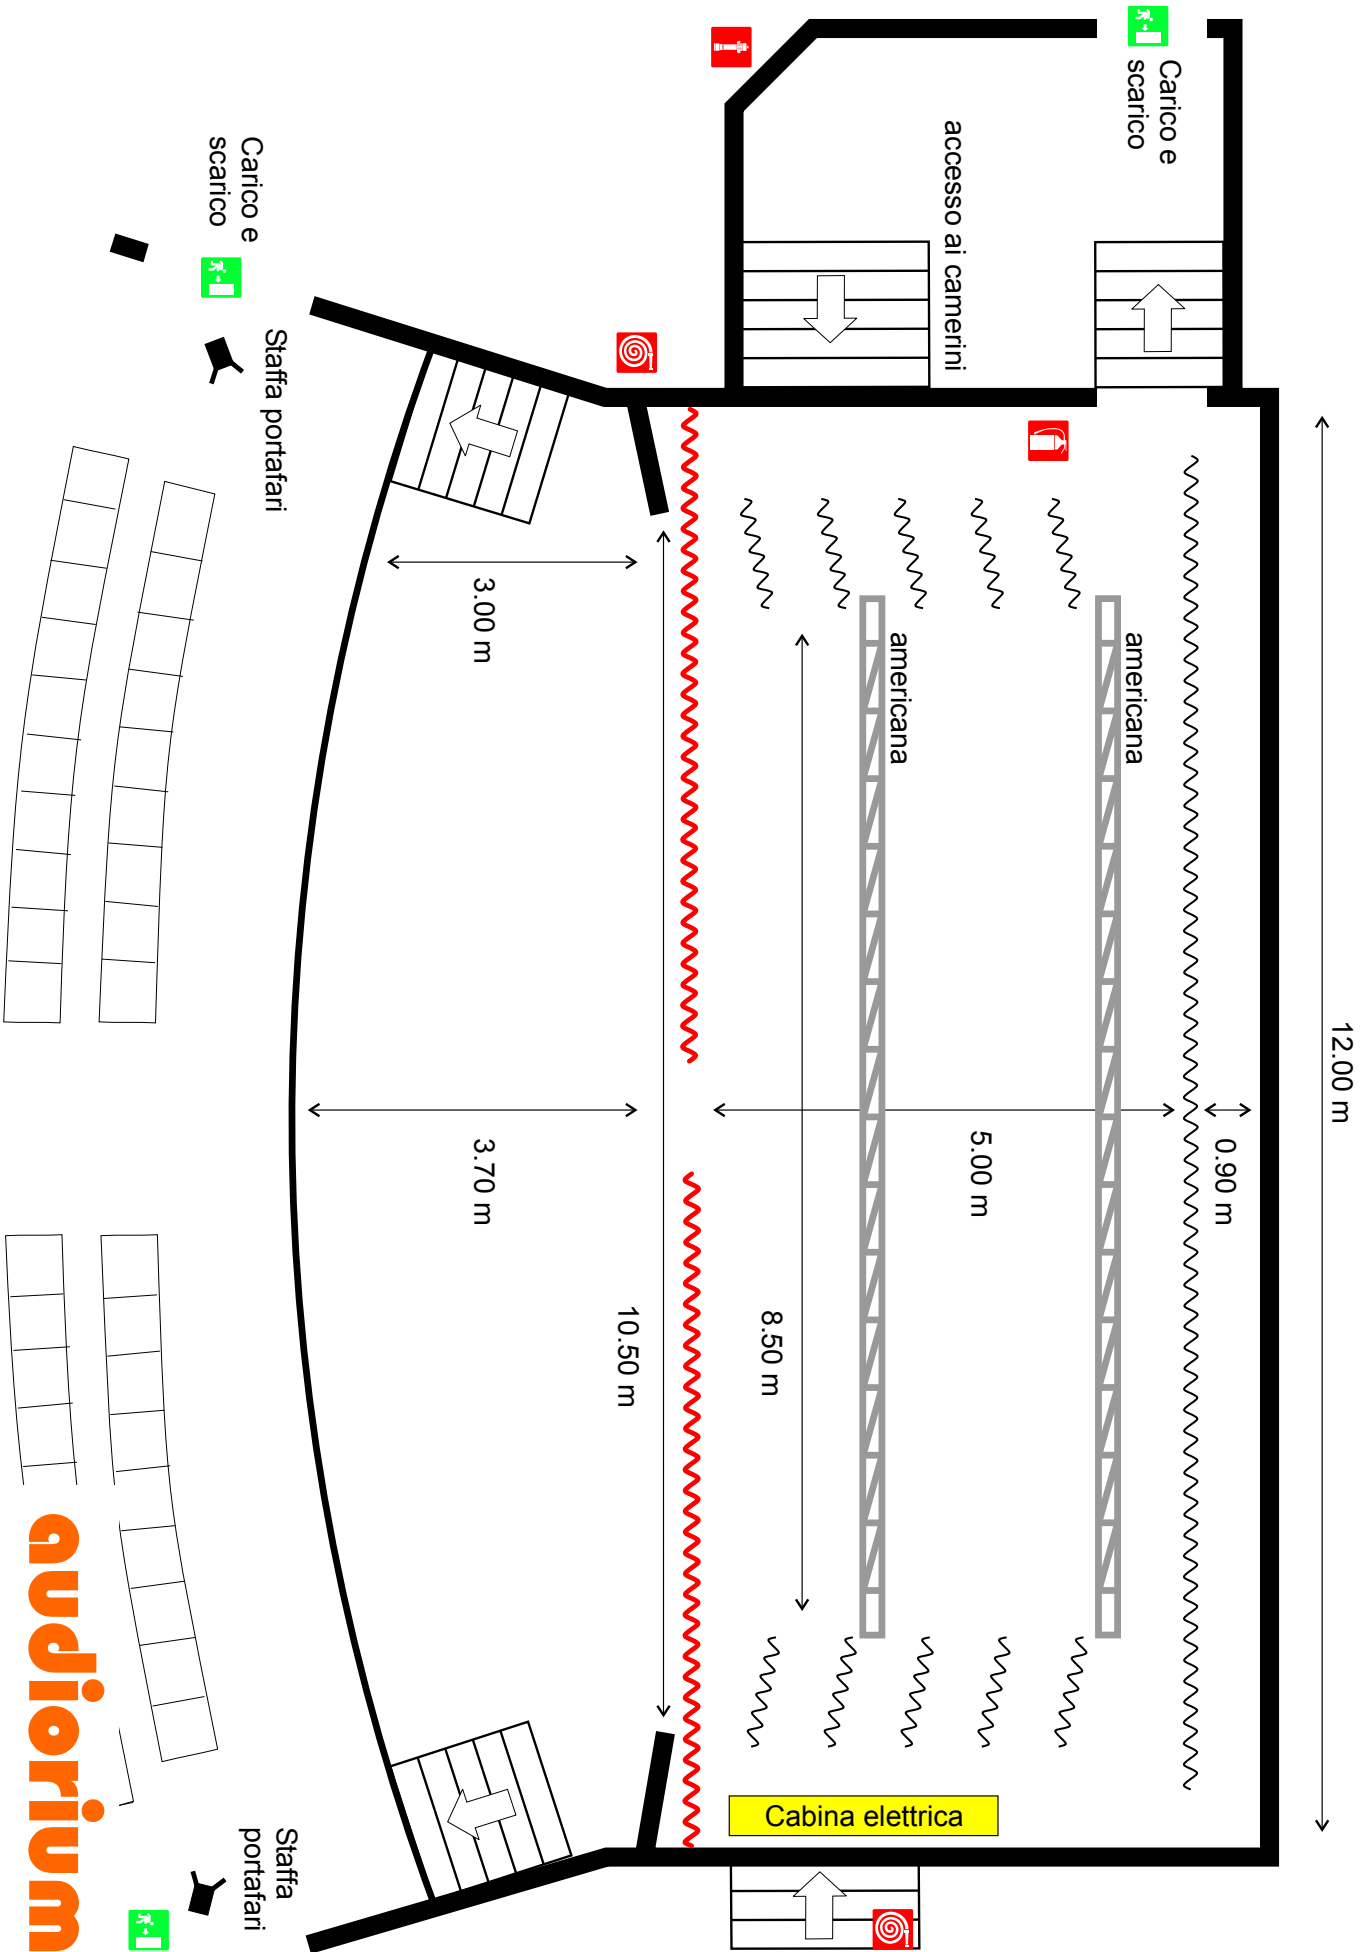 12.00 m
0.90 m
Carico e
scarico
americana
5.00 m
accesso ai camerini
americana
Cabina elettrica
8.50 m
10.50 m
3.00 m
3.70 m
Staffa portafari
Carico e
scarico
Staffa
portafari
audiorium